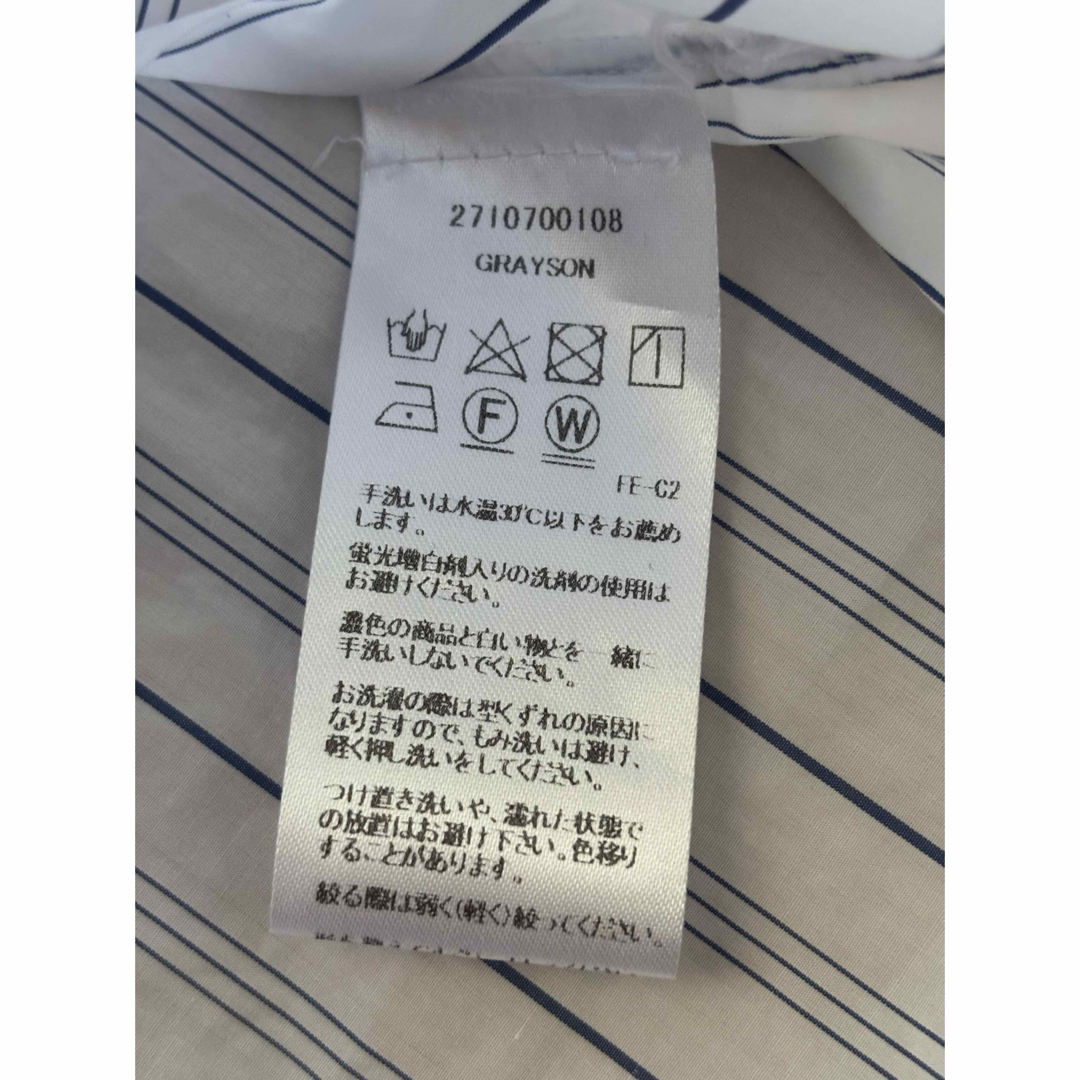 2710700108
GRAYSON
F
W
FE-C2
手洗いは水温30℃以下をお薦め
します。
蛍光増白剤入りの洗剤の使用は
お避けください。
濃色の商品と白い物とを一緒に
手洗いしないでください。
お洗濯の際は型くずれの原因に
なりますので、もみ洗いは避け、
軽く押し洗いをしてください。
つけ置き洗いや、濡れた状態で
の放置はお避け下さい。色移り
することがあります。
絞る際は弱く(軽く)絞ってください。